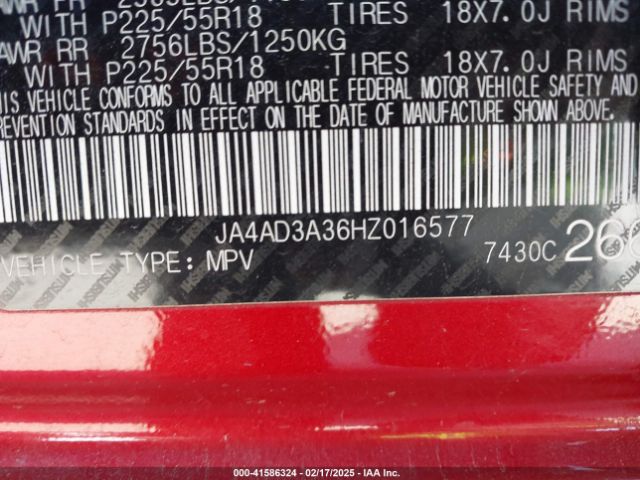 WITH P225/55R18 TIRES 18X7.0J RIMS
RR 2756LBS/1250KG
WITH P225/55R18 TIRES 18X7.0J RIMS
VEHICLE CONFORMS TO ALL APPLICABLE FEDERAL MOTOR VEHICLE SAFETY AND
PREVENTION STANDARDS IN EFFECT ON THE DATE OF MANUFACTURE SHOWN ABOVE.
JA4AD3A36HZ016577
VEHICLE TYPE: MPV 7430C
MITSUBISHI
000-41586324 / 02/17/2025 / IAA Inc.